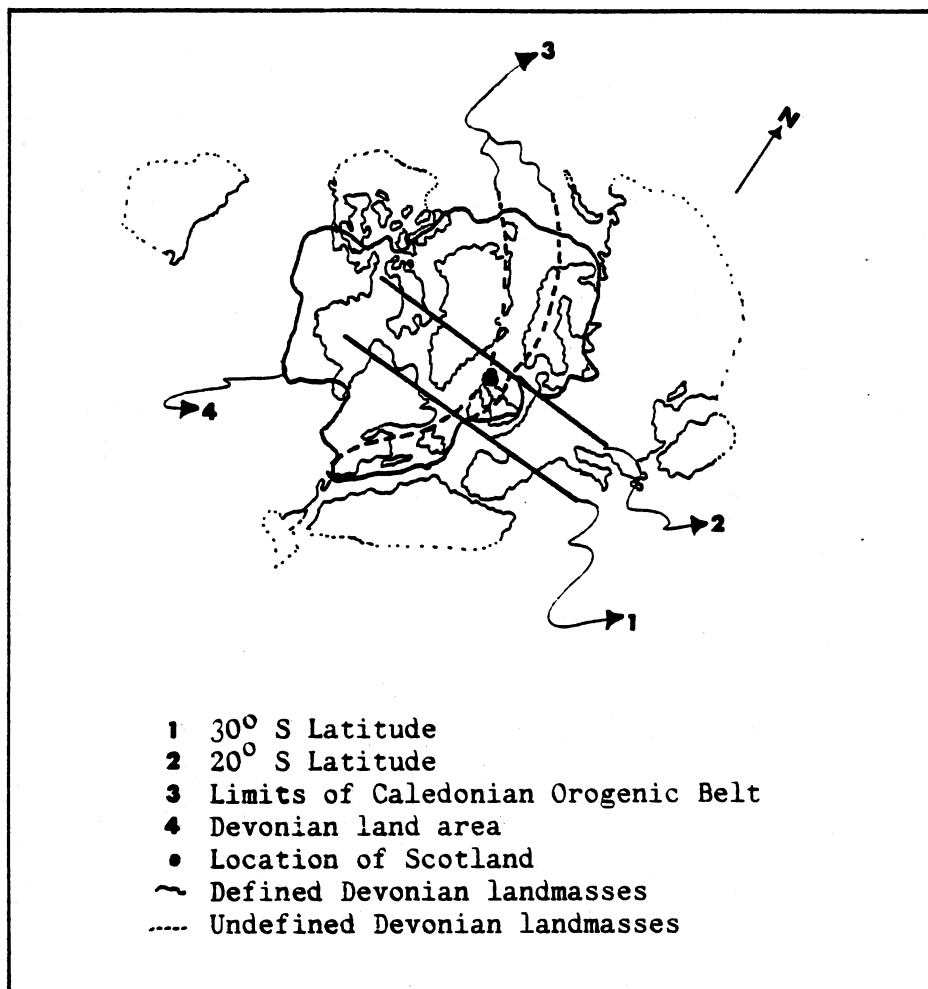 3
N
4
2
1
1 30° S Latitude
2 20° S Latitude
3 Limits of Caledonian Orogenic Belt
4 Devonian land area
• Location of Scotland
~ Defined Devonian landmasses
..... Undefined Devonian landmasses